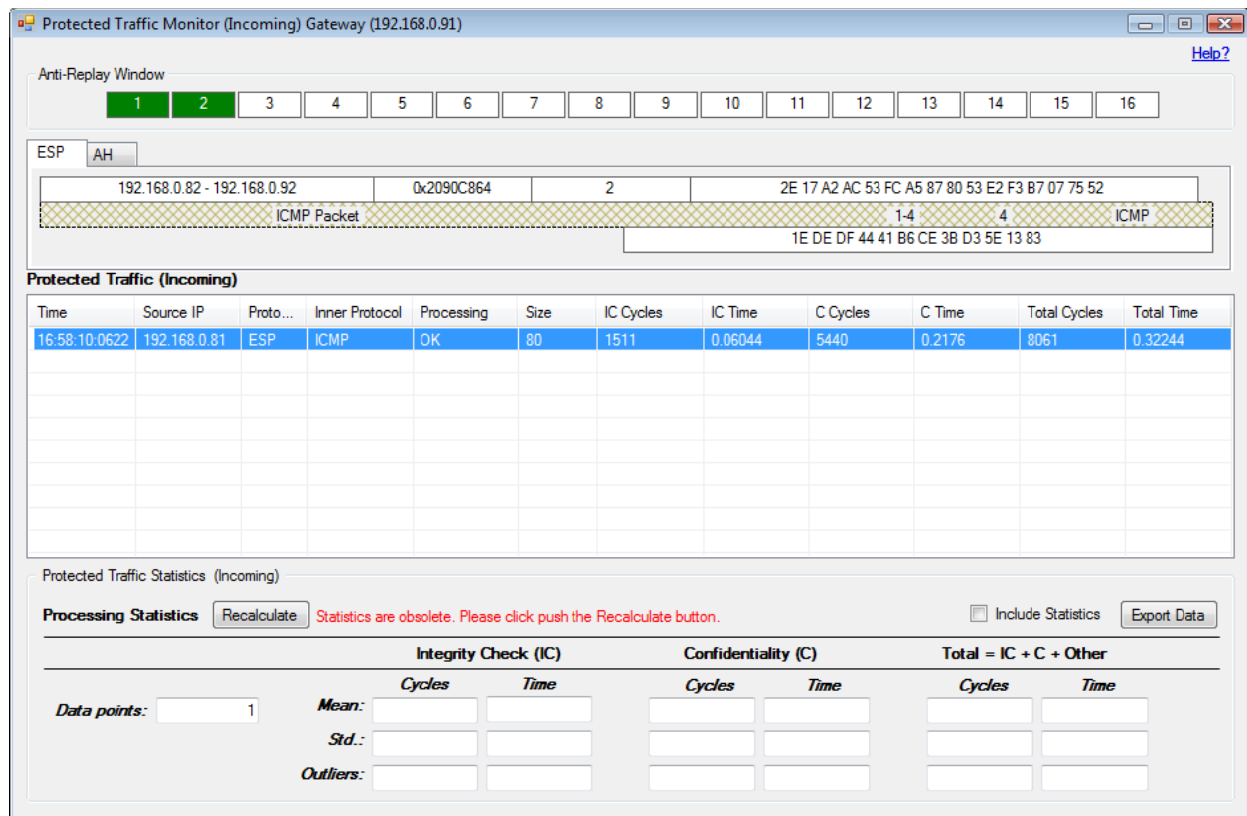 Protected Traffic Monitor (Incoming) Gateway (192.168.0.91)
Help?
Anti-Replay Window
1 2 3 4 5 6 7 8 9 10 11 12 13 14 15 16
ESP AH
192.168.0.82 - 192.168.0.92 0x2090C864 2 2E 17 A2 AC 53 FC A5 87 80 53 E2 F3 B7 07 75 52
ICMP Packet 1-4 4 ICMP
1E DE DF 44 41 B6 CE 3B D3 5E 13 83
Protected Traffic (Incoming)
Time Source IP Proto... Inner Protocol Processing Size IC Cycles IC Time C Cycles C Time Total Cycles Total Time
16:58:10:0622 192.168.0.81 ESP ICMP OK 80 1511 0.06044 5440 0.2176 8061 0.32244
Protected Traffic Statistics (Incoming)
Processing Statistics Recalculate Statistics are obsolete. Please click push the Recalculate button. Include Statistics Export Data
Integrity Check (IC) Confidentiality (C) Total = IC + C + Other
Cycles Time Cycles Time Cycles Time
Data points: 1 Mean:
Std.:
Outliers: